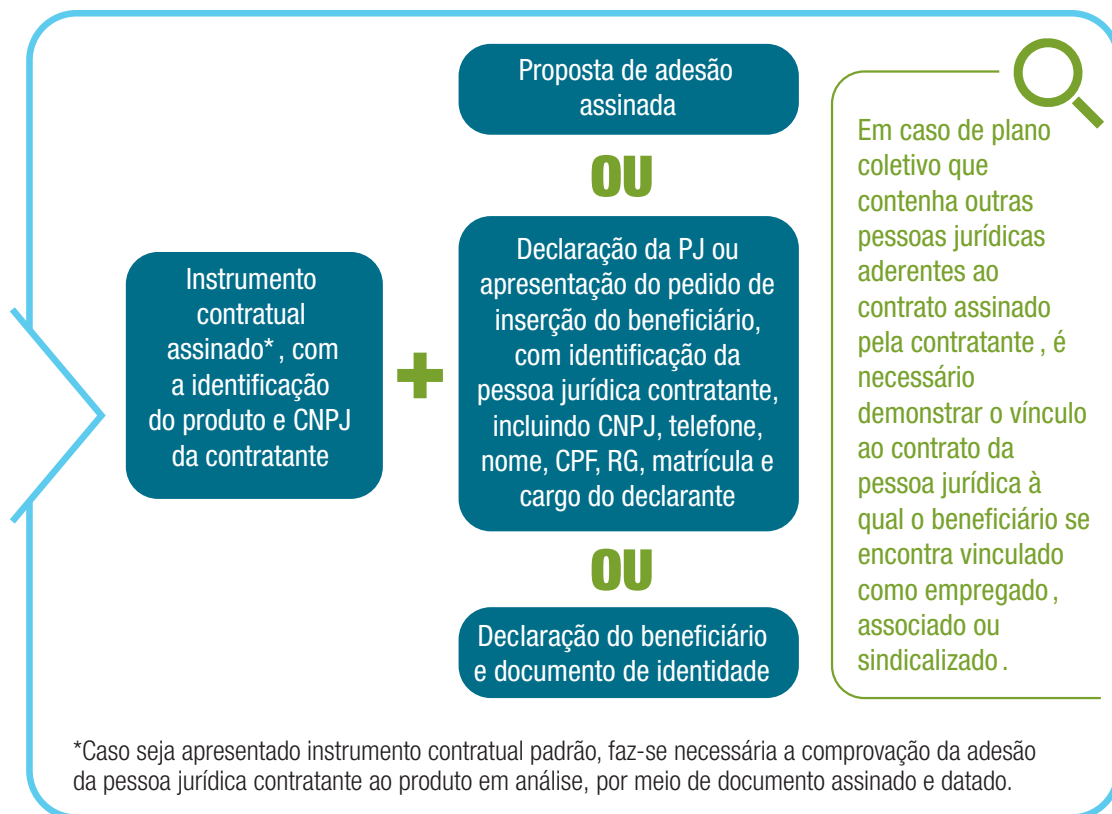 Instrumento
contratual
assinado*, com
a identificação
do produto e CNPJ
da contratante
+
Proposta de adesão
assinada
OU
Declaração da PJ ou
apresentação do pedido de
inserção do beneficiário,
com identificação da
pessoa jurídica contratante,
incluindo CNPJ, telefone,
nome, CPF, RG, matrícula e
cargo do declarante
OU
Declaração do beneficiário
e documento de identidade
Em caso de plano
coletivo que
contenha outras
pessoas jurídicas
aderentes ao
contrato assinado
pela contratante, é
necessário
demonstrar o vínculo
ao contrato da
pessoa jurídica à
qual o beneficiário se
encontra vinculado
como empregado,
associado ou
sindicalizado.
*Caso seja apresentado instrumento contratual padrão, faz-se necessária a comprovação da adesão
da pessoa jurídica contratante ao produto em análise, por meio de documento assinado e datado.